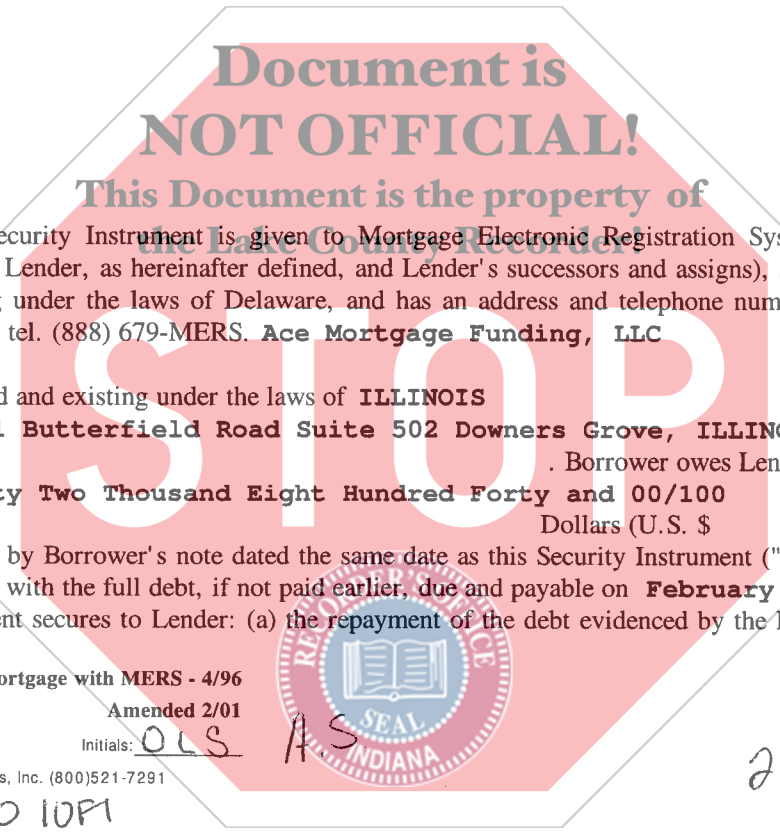 Document is
NOT OFFICIAL!
This Document is the property of
the Lake County Recorder!
ecurity Instrument is given to Mortgage Electronic Registration Sys
Lender, as hereinafter defined, and Lender's successors and assigns),
under the laws of Delaware, and has an address and telephone num
tel. (888) 679-MERS. Ace Mortgage Funding, LLC
d and existing under the laws of ILLINOIS
l Butterfield Road Suite 502 Downers Grove, ILLINO
. Borrower owes Len
ty Two Thousand Eight Hundred Forty and 00/100
Dollars (U.S. $
by Borrower's note dated the same date as this Security Instrument ("
with the full debt, if not paid earlier, due and payable on February
ent secures to Lender: (a) the repayment of the debt evidenced by the
STOP
RECORDER'S OFFICE
SEAL
INDIANA
ortgage with MERS - 4/96
Amended 2/01
Initials: OLS A.S
s, Inc. (800)521-7291
2